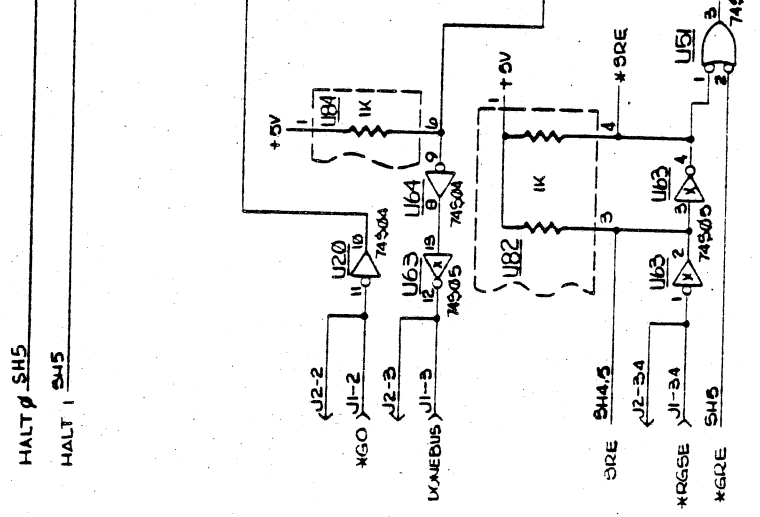 HALT Ø SH5
HALT 1 SH5
J2-2
J1-2
*GO
11
U20
10
74S04
J2-3
J1-3
DONEBUS
12
U63
13
74S05
8
U64
9
74S04
+5V
1
U84
1K
6
U82
1K
1
+5V
3
4
*SRE
SRE SH4,5
J2-34
J1-34
*RGSE
1
U63
2
74S05
3
U63
4
*GRE SH5
1
2
U51
3